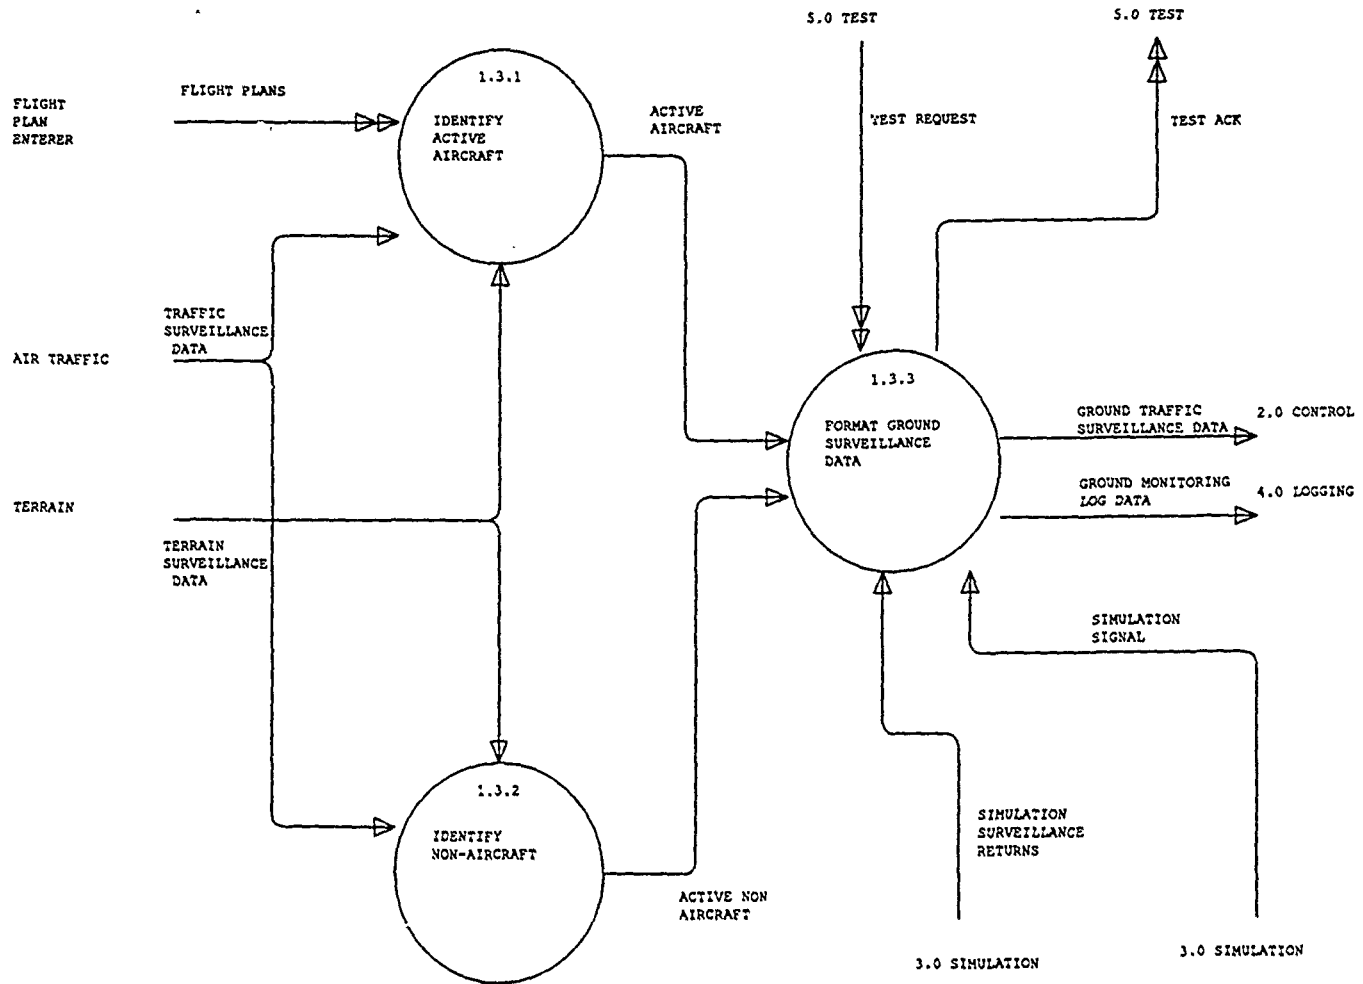 5.0 TEST
5.0 TEST
1.3.1
FLIGHT PLANS
FLIGHT
PLAN
ENTERER
IDENTIFY
ACTIVE
AIRCRAFT
ACTIVE
AIRCRAFT
TEST REQUEST
TEST ACK
TRAFFIC
SURVEILLANCE
DATA
AIR TRAFFIC
1.3.3
FORMAT GROUND
SURVEILLANCE
DATA
GROUND TRAFFIC
SURVEILLANCE DATA
2.0 CONTROL
GROUND MONITORING
LOG DATA
4.0 LOGGING
TERRAIN
TERRAIN
SURVEILLANCE
DATA
SIMULATION
SIGNAL
1.3.2
IDENTIFY
NON-AIRCRAFT
SIMULATION
SURVEILLANCE
RETURNS
ACTIVE NON
AIRCRAFT
3.0 SIMULATION
3.0 SIMULATION